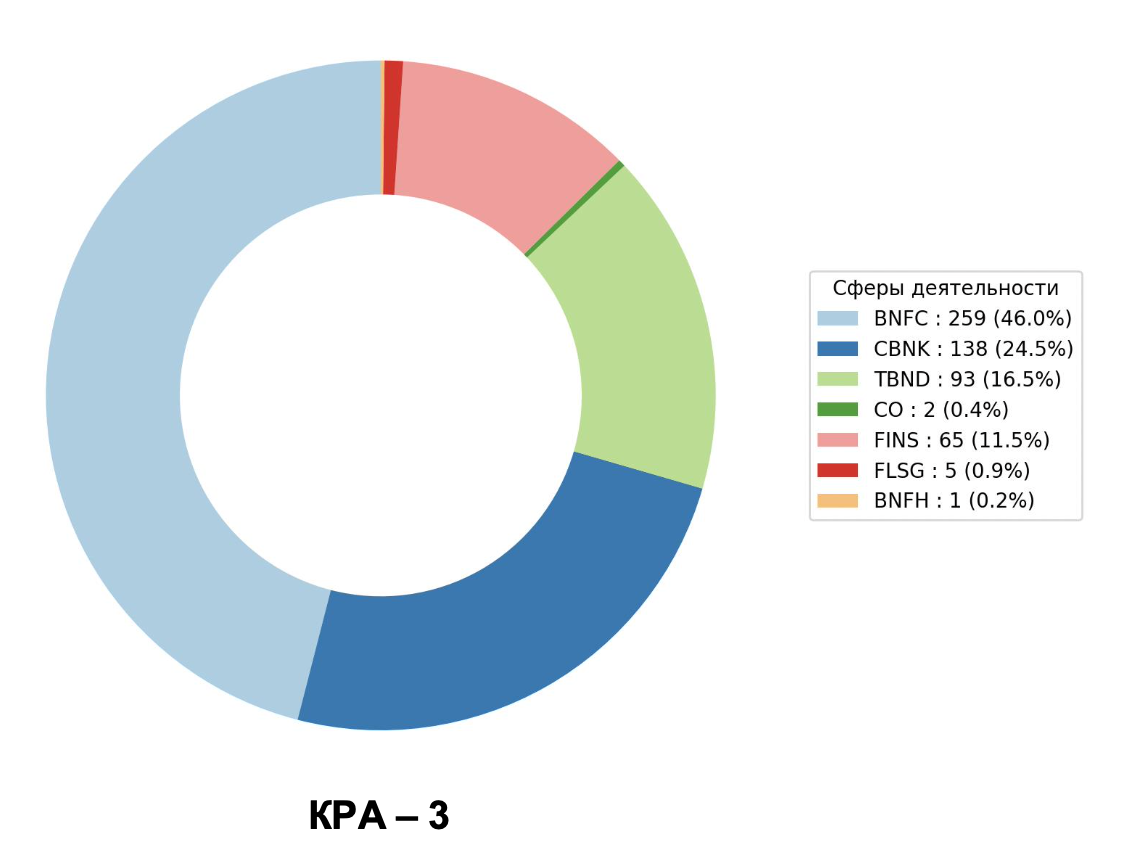 Сферы деятельности
BNFC : 259 (46.0%)
CBNK : 138 (24.5%)
TBND : 93 (16.5%)
CO : 2 (0.4%)
FINS : 65 (11.5%)
FLSG : 5 (0.9%)
BNFH : 1 (0.2%)
КРА – 3